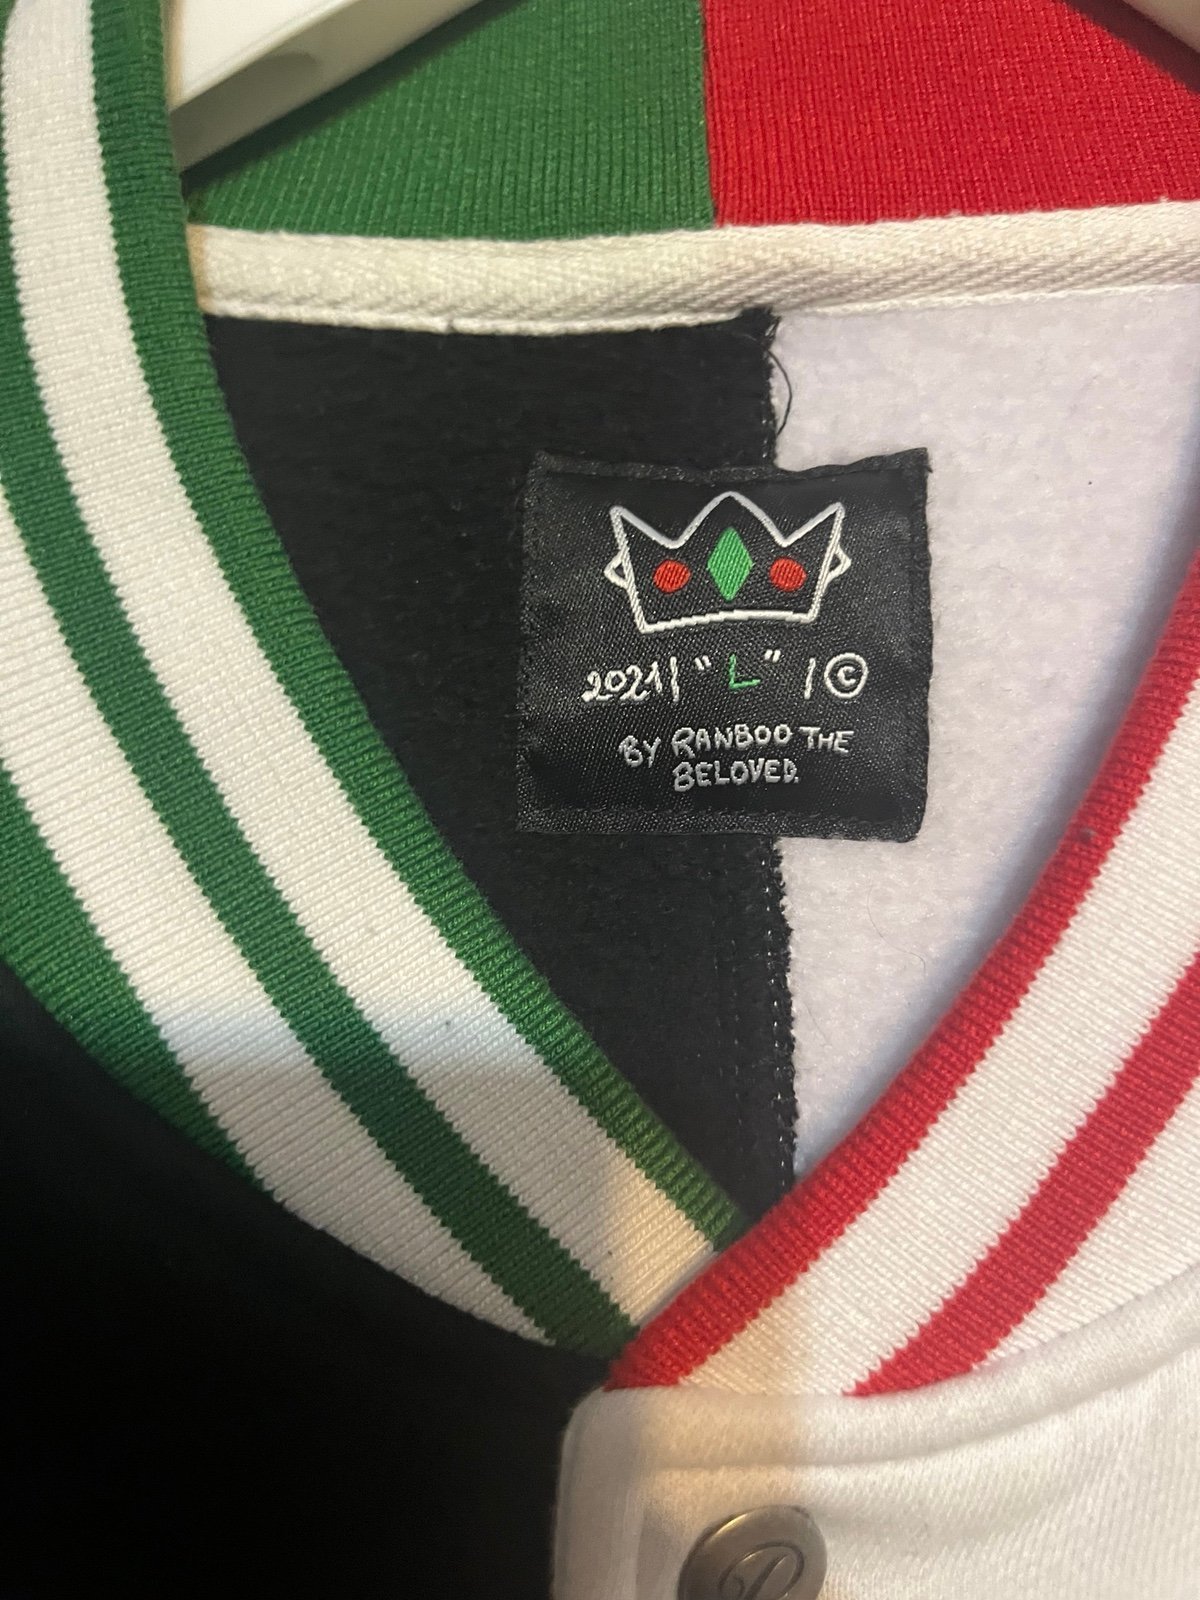 2021 | "L" / ©
BY RANBOO THE
BELOVED.